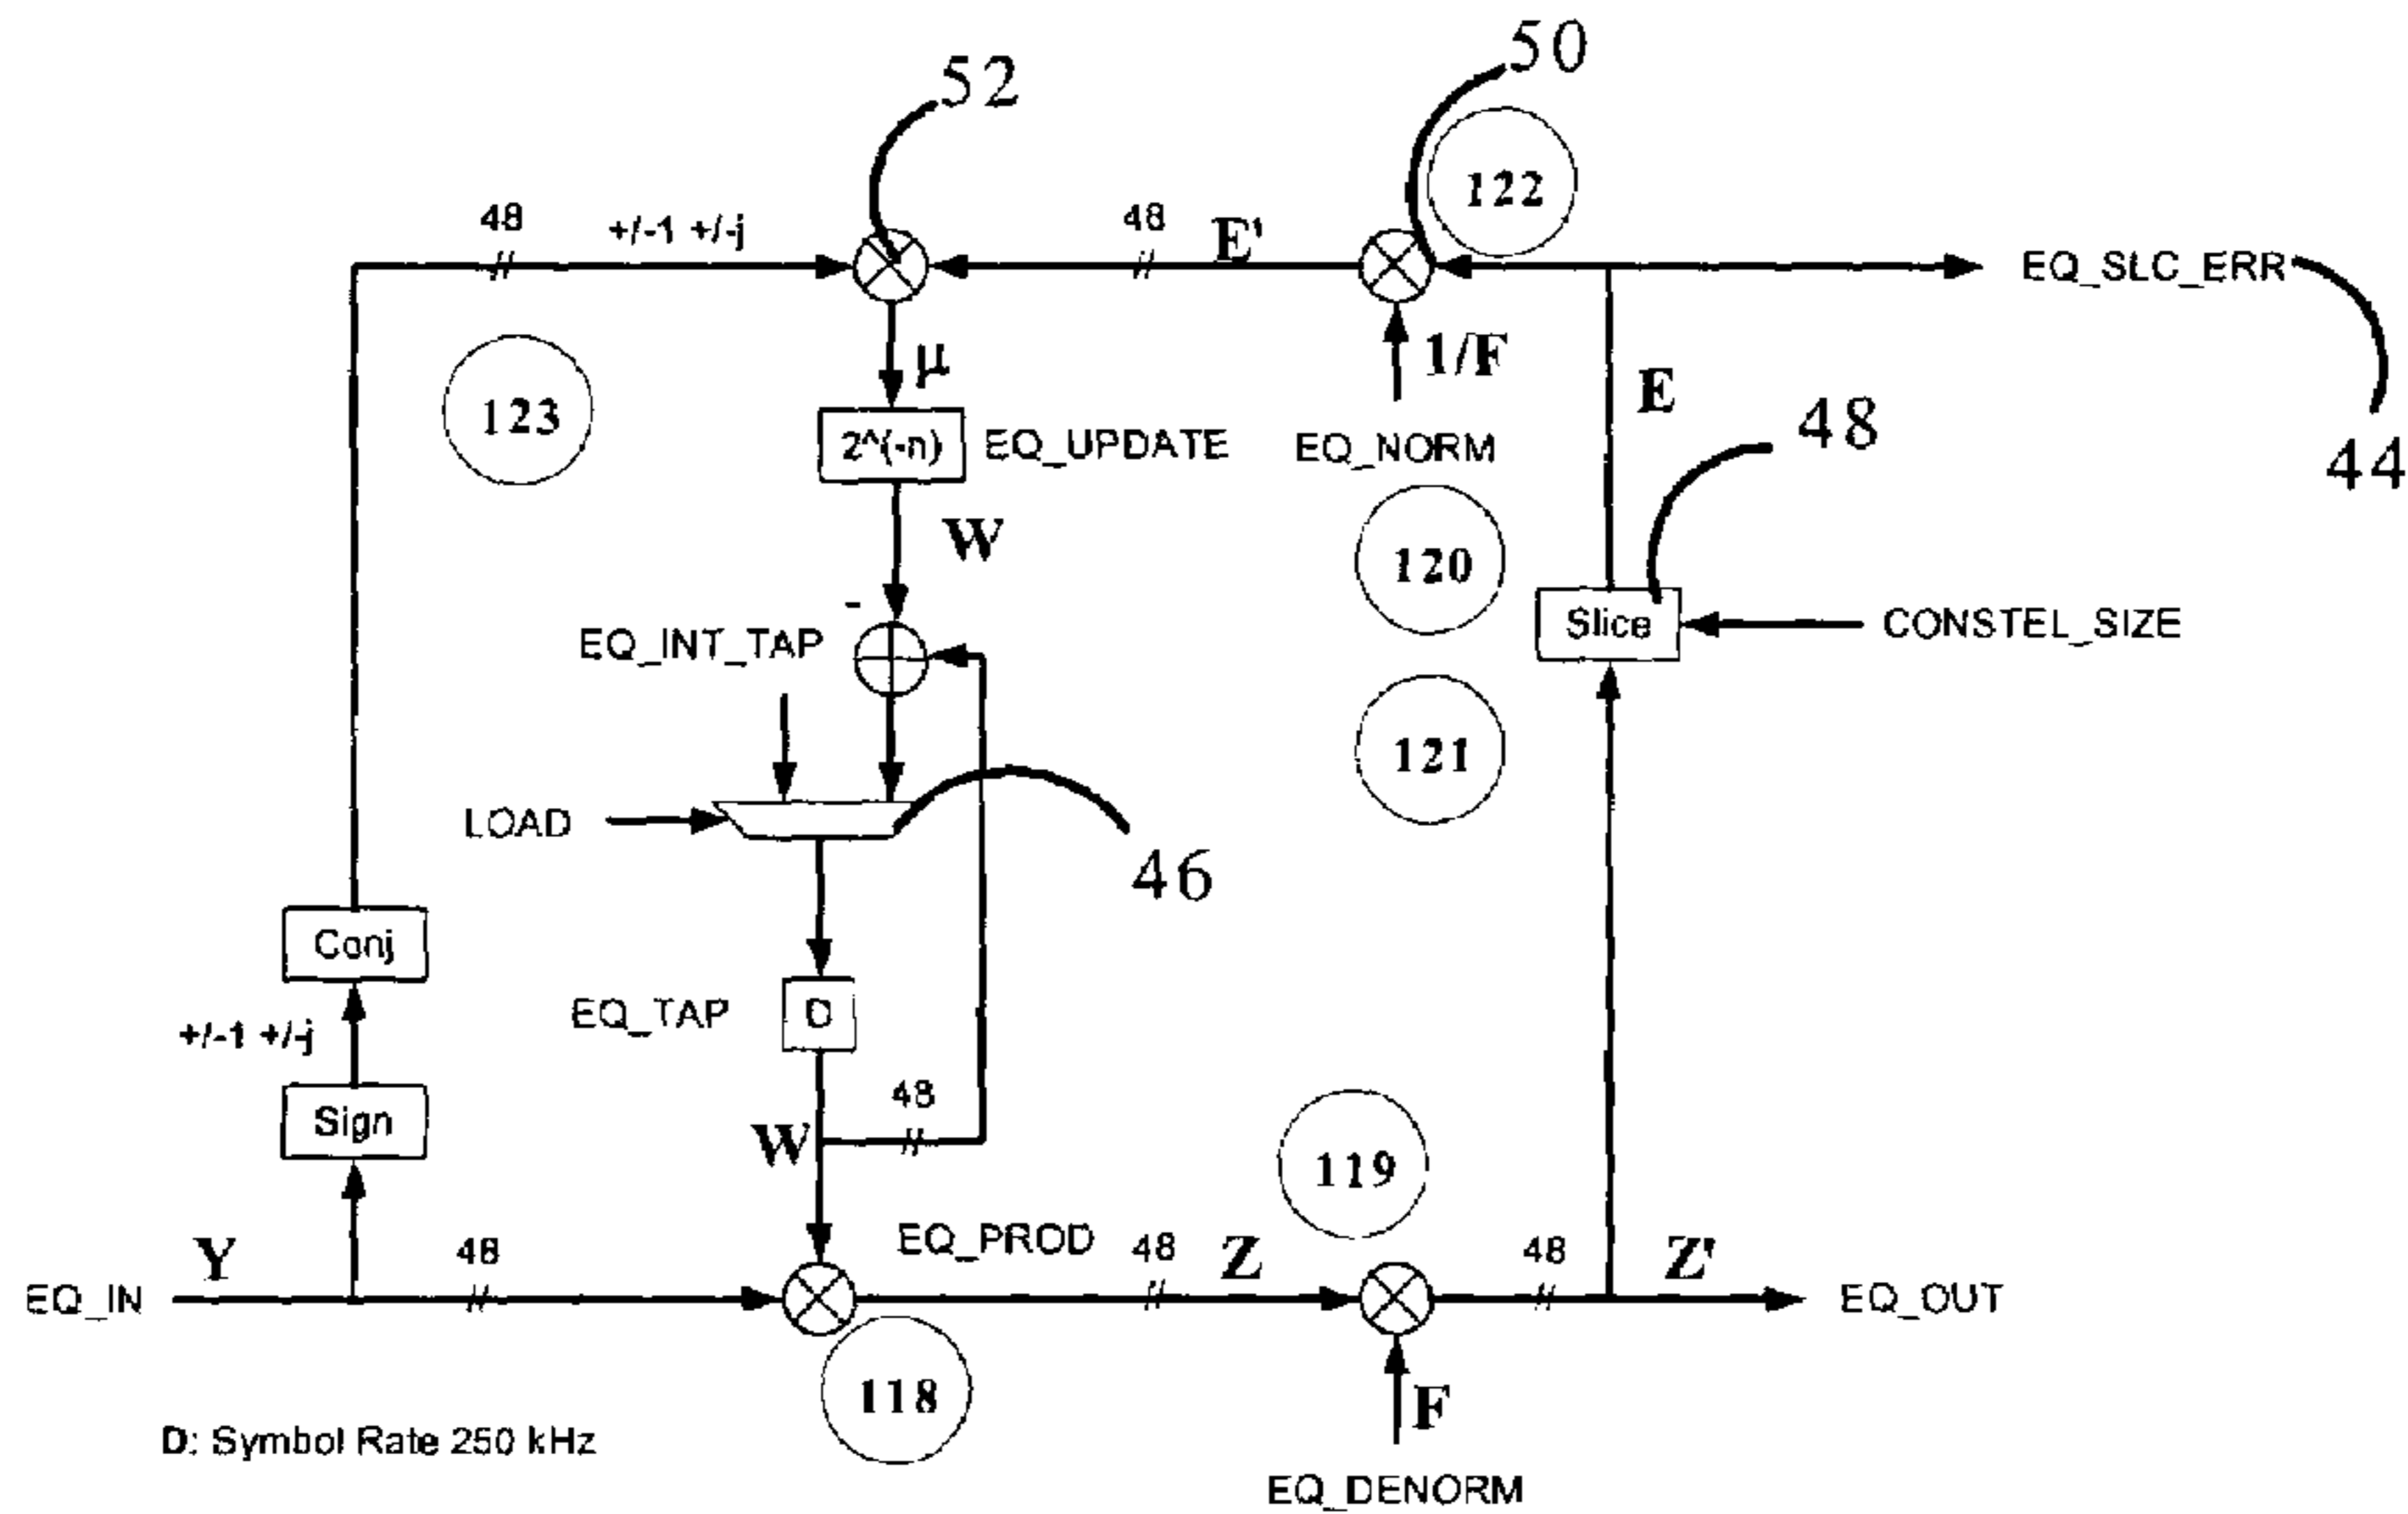 52
50
122
48
+/-1 +/-j
48
E'
EQ_SLC_ERR
123
μ
1/F
E
2^(-n)
EQ_UPDATE
EQ_NORM
48
44
W
120
-
EQ_INT_TAP
Slice
CONSTEL_SIZE
121
LOAD
46
Conj
EQ_TAP
D
+/-1 +/-j
48
Sign
W
119
Y
48
EQ_PROD
48
Z
48
Z'
EQ_IN
EQ_OUT
118
F
D: Symbol Rate 250 kHz
EQ_DENORM